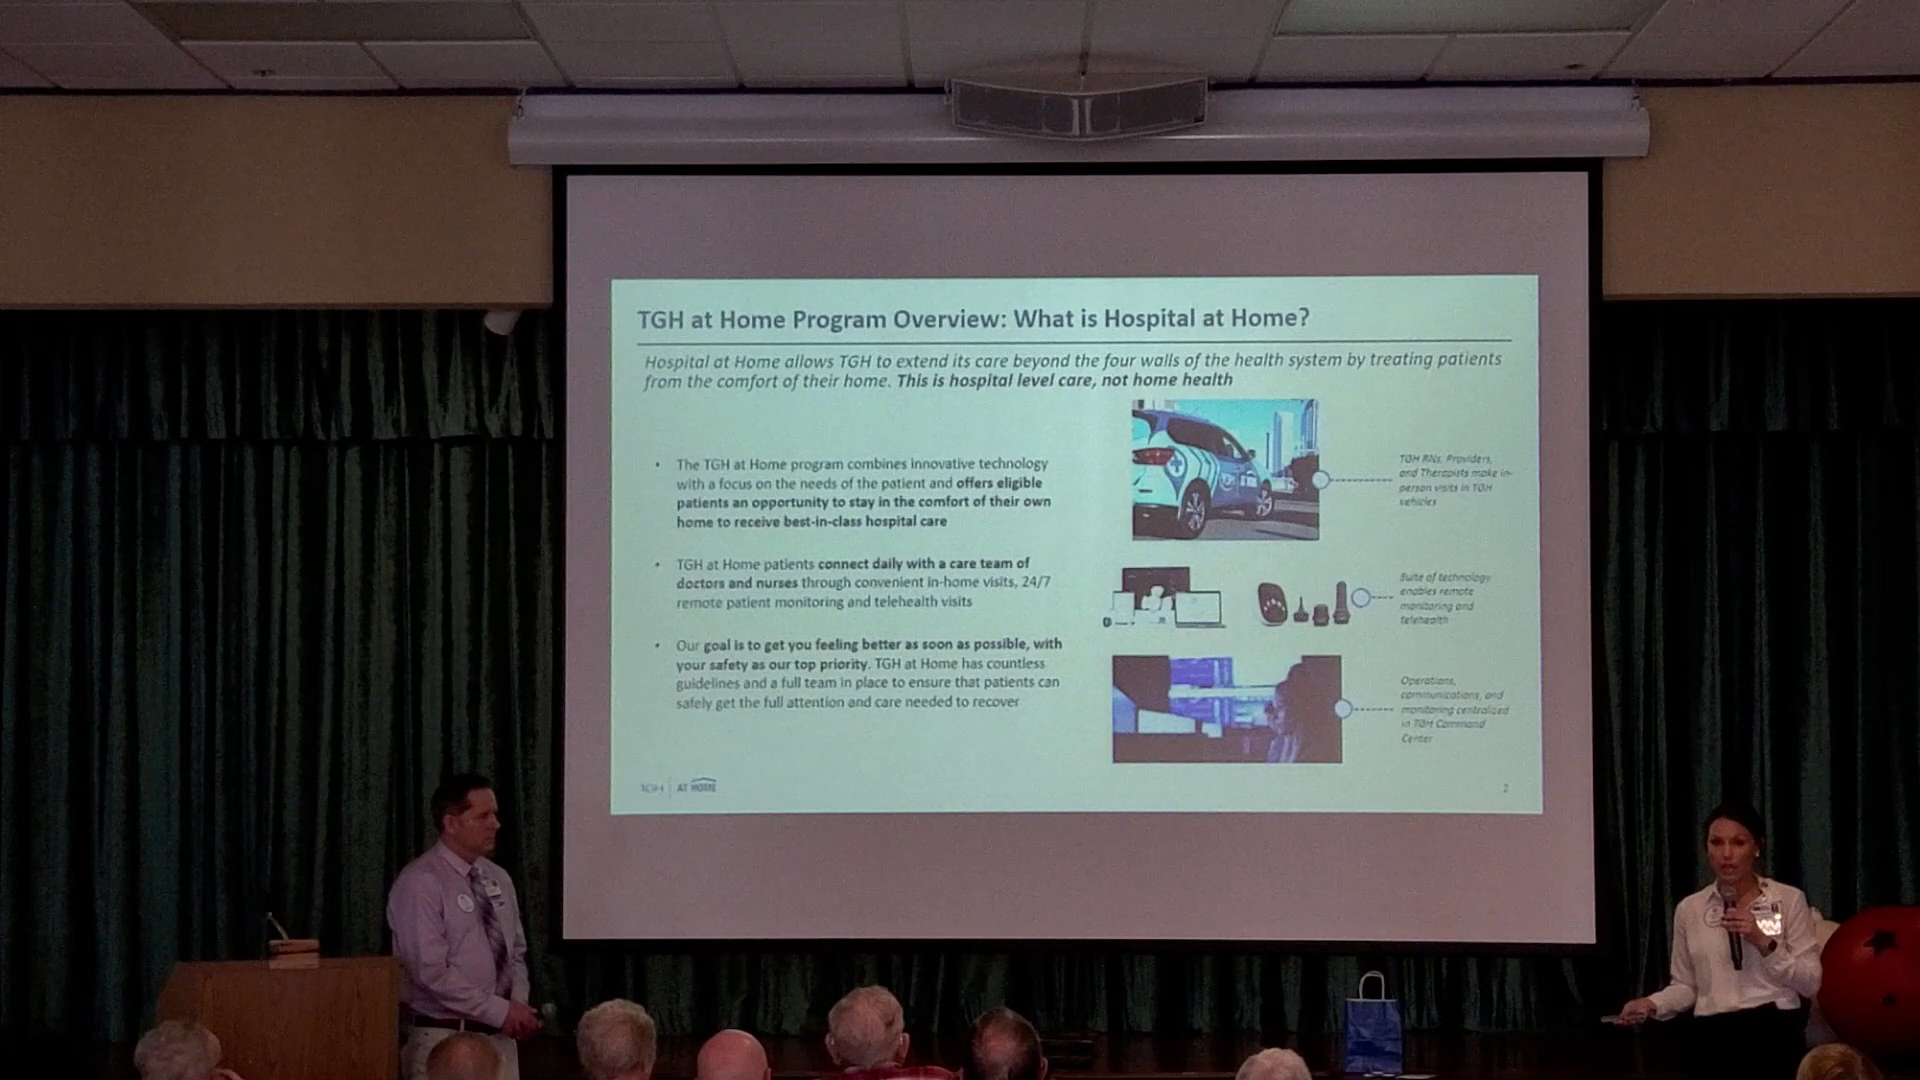 TGH at Home Program Overview: What is Hospital at Home?
Hospital at Home allows TGH to extend its care beyond the four walls of the health system by treating patients
from the comfort of their home. This is hospital level care, not home health
• The TGH at Home program combines innovative technology
with a focus on the needs of the patient and offers eligible
patients an opportunity to stay in the comfort of their own
home to receive best-in-class hospital care
• TGH at Home patients connect daily with a care team of
doctors and nurses through convenient in-home visits, 24/7
remote patient monitoring and telehealth visits
• Our goal is to get you feeling better as soon as possible, with
your safety as our top priority. TGH at Home has countless
guidelines and a full team in place to ensure that patients can
safely get the full attention and care needed to recover
TGH RNs, Providers,
and Therapists make in-
person visits in TGH
vehicles
Suite of technology
enables remote
monitoring and
telehealth
Operations,
communications, and
monitoring centralized
in TGH Command
Center
TGH | AT HOME
2